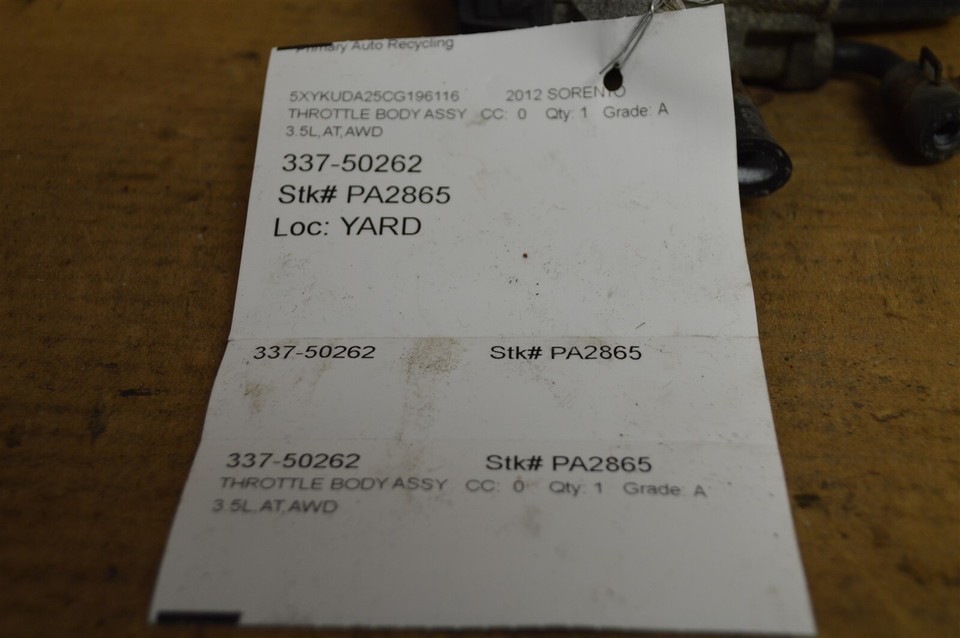 Primary Auto Recycling
5XYKUDA25CG196116 2012 SORENTO
THROTTLE BODY ASSY CC: 0 Qty: 1 Grade: A
3.5L,AT,AWD
337-50262
Stk# PA2865
Loc: YARD
337-50262 Stk# PA2865
337-50262 Stk# PA2865
THROTTLE BODY ASSY CC: 0 Qty: 1 Grade: A
3.5L,AT,AWD